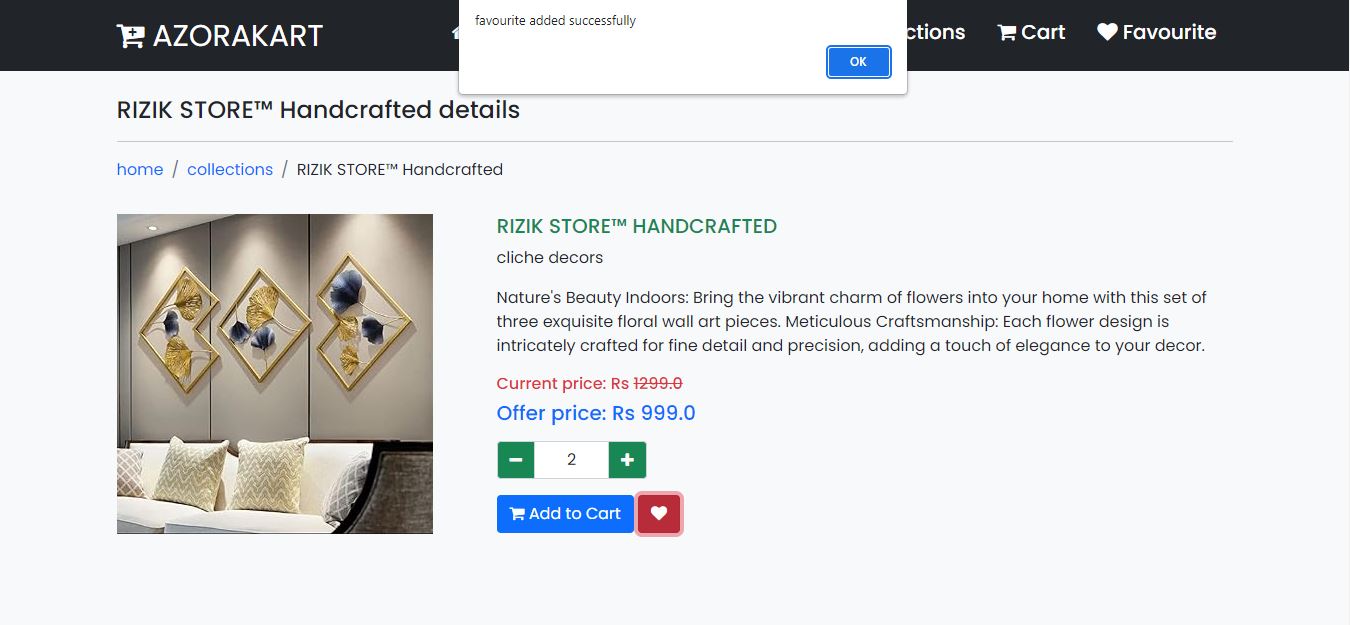 AZORAKART
favourite added successfully
OK
ctions
Cart
Favourite
RIZIK STORE™ Handcrafted details
home / collections / RIZIK STORE™ Handcrafted
RIZIK STORE™ HANDCRAFTED
cliche decors
Nature's Beauty Indoors: Bring the vibrant charm of flowers into your home with this set of
three exquisite floral wall art pieces. Meticulous Craftsmanship: Each flower design is
intricately crafted for fine detail and precision, adding a touch of elegance to your decor.
Current price: Rs 1299.0
Offer price: Rs 999.0
2
Add to Cart